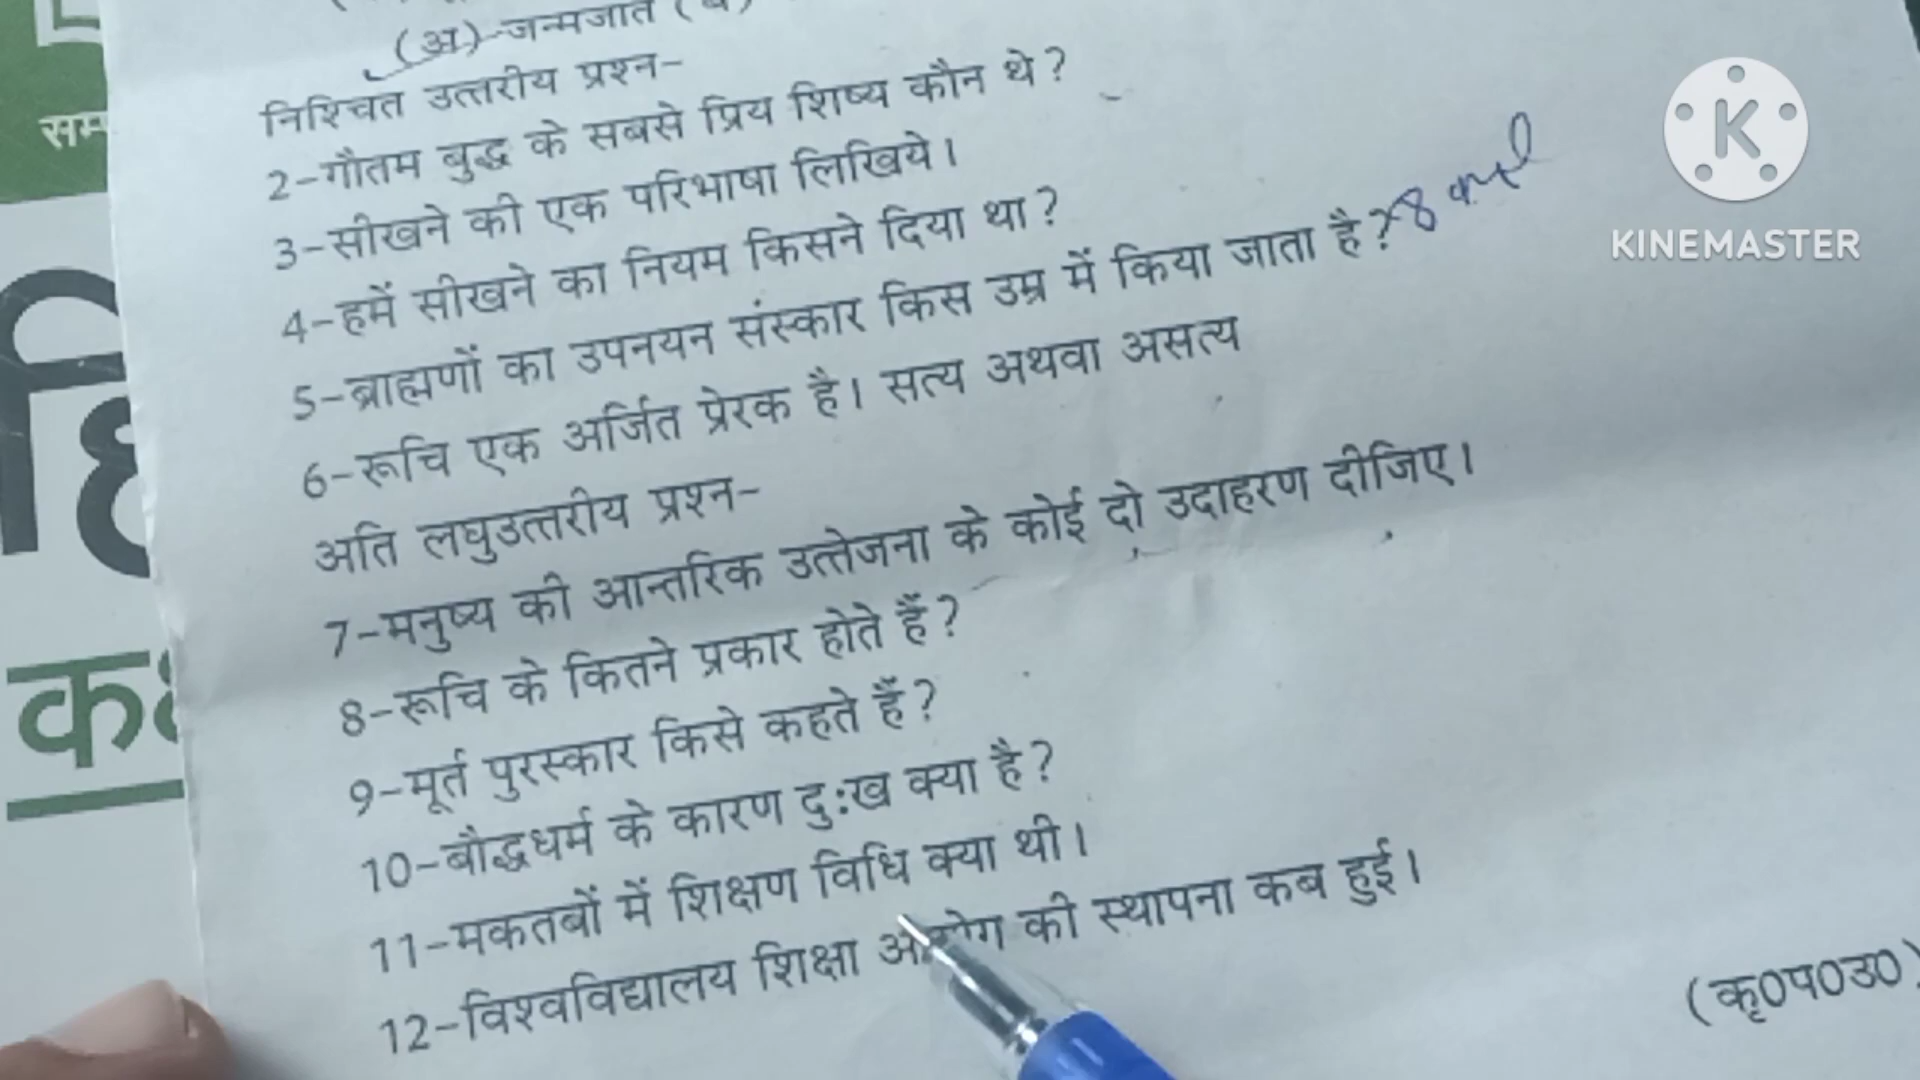 (अ)-जन्मजात
निश्चित उत्तरीय प्रश्न-
2-गौतम बुद्ध के सबसे प्रिय शिष्य कौन थे?
3-सीखने की एक परिभाषा लिखिये।
4-हमें सीखने का नियम किसने दिया था?
5-ब्राह्मणों का उपनयन संस्कार किस उम्र में किया जाता है? 8
6-रूचि एक अर्जित प्रेरक है। सत्य अथवा असत्य
अति लघुउत्तरीय प्रश्न-
7-मनुष्य की आन्तरिक उत्तेजना के कोई दो उदाहरण दीजिए।
8-रूचि के कितने प्रकार होते हैं?
9-मूर्त पुरस्कार किसे कहते हैं?
10-बौद्धधर्म के कारण दु:ख क्या है?
11-मकतबों में शिक्षण विधि क्या थी।
12-विश्वविद्यालय शिक्षा आयोग की स्थापना कब हुई।
(कृ0प0उ0)
KINEMASTER